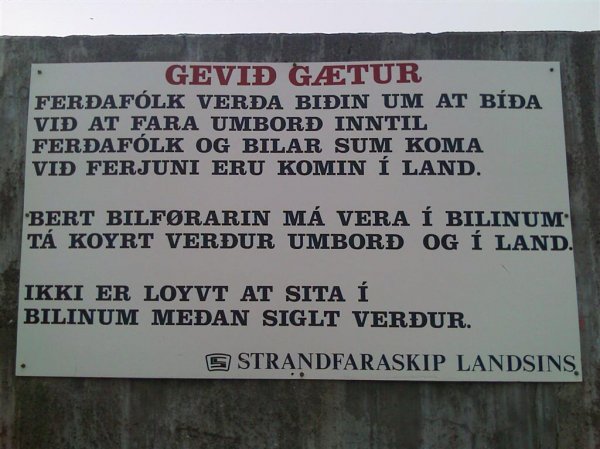 GEVIÐ GÆTUR
FERÐAFÓLK VERÐA BIÐIN UM AT BÍÐA
VIÐ AT FARA UMBORÐ INNTIL
FERÐAFÓLK OG BILAR SUM KOMA
VIÐ FERJUNI ERU KOMIN Í LAND.
BERT BILFØRARIN MÁ VERA Í BILINUM
TÁ KOYRT VERÐUR UMBORÐ OG Í LAND.
IKKI ER LOYVT AT SITA Í
BILINUM MEÐAN SIGLT VERÐUR.
STRANDFARASKIP LANDSINS